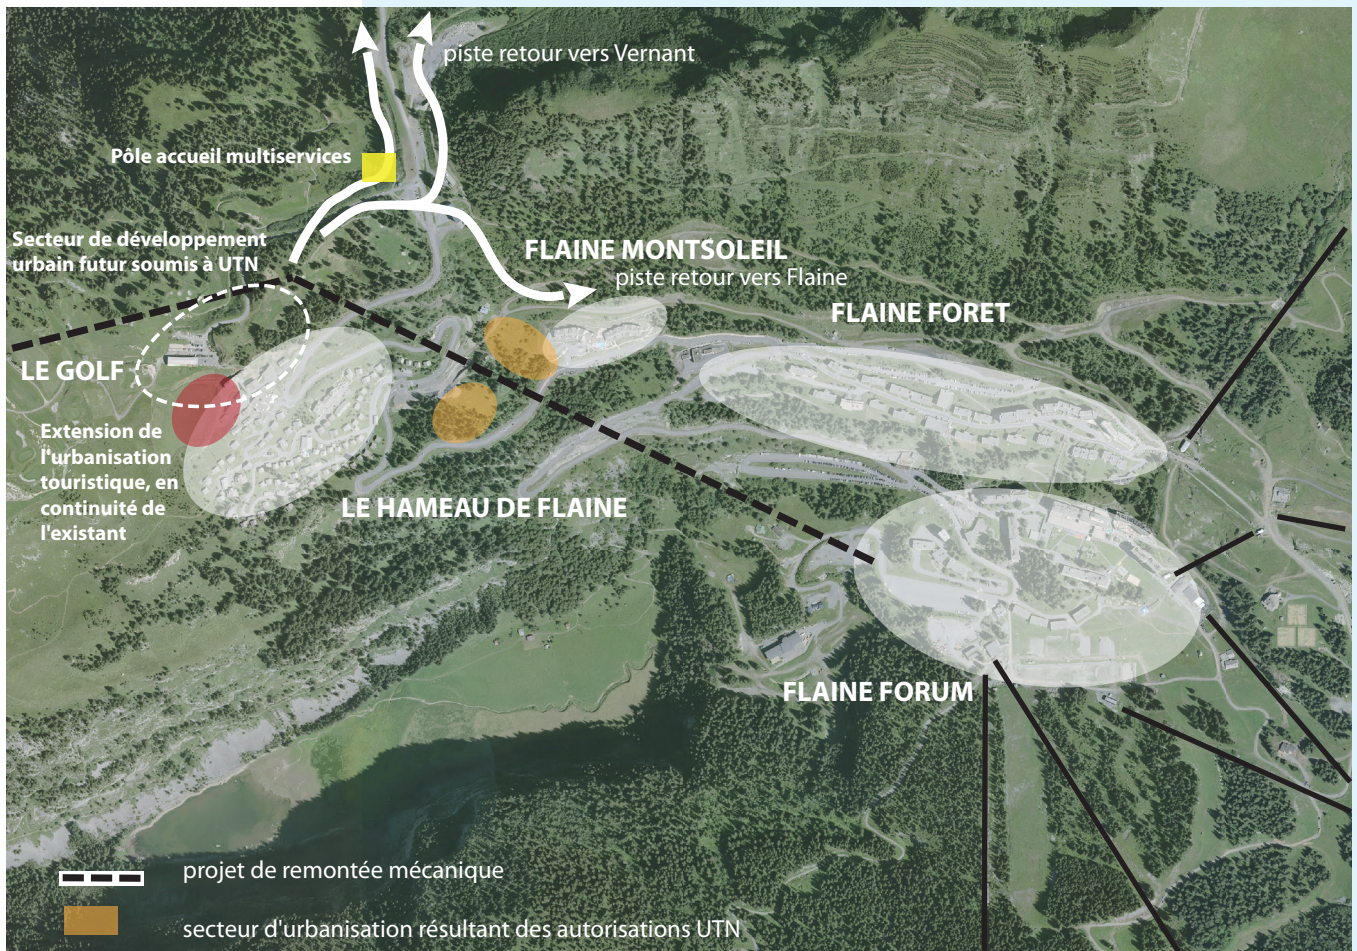 piste retour vers Vernant
Pôle accueil multiservices
Secteur de développement
urbain futur soumis à UTN
FLAINE MONTSOLEIL
piste retour vers Flaine
FLAINE FORET
LE GOLF
Extension de
l'urbanisation
touristique, en
continuité de
l'existant
LE HAMEAU DE FLAINE
FLAINE FORUM
projet de remontée mécanique
secteur d'urbanisation résultant des autorisations UTN